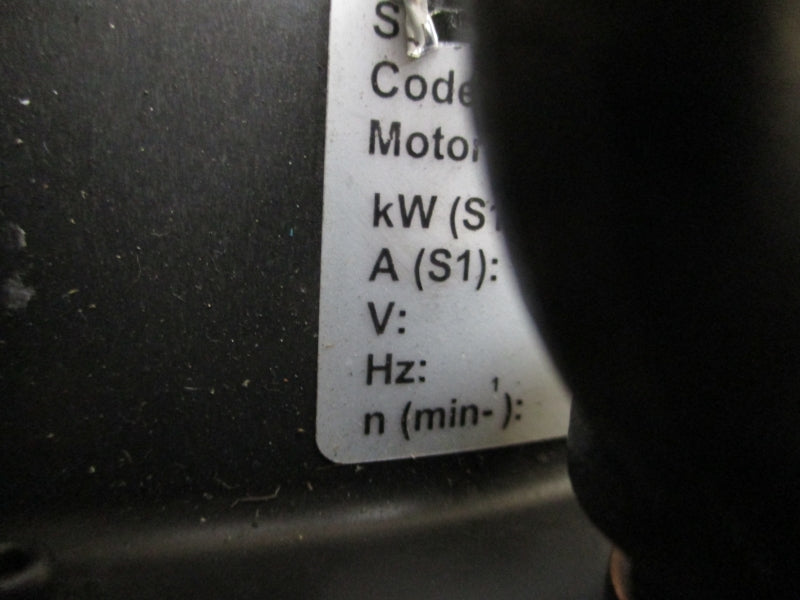 Code
Motor
kW (S1
A (S1):
V:
Hz:
n (min-¹):